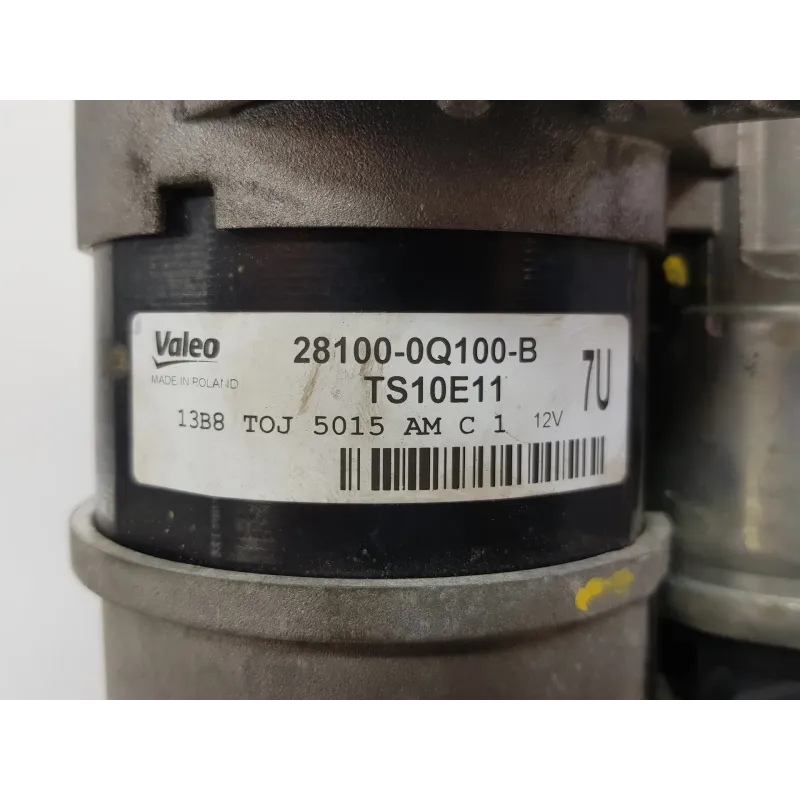 Valeo 28100-0Q100-B
MADE IN POLAND TS10E11 7U
13B8 TOJ 5015 AM C 1 12V